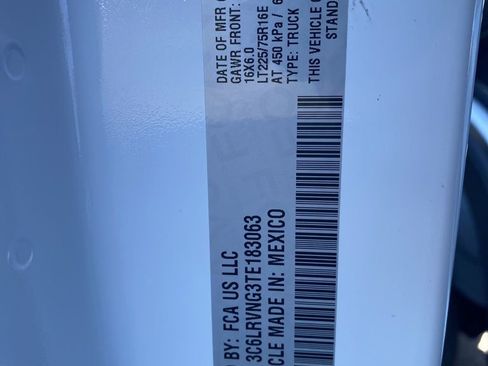 DATE OF MFR
GAWR FRONT:
16X6.0
LT225/75R16E
AT 450 kPa /
TYPE: TRUCK
THIS VEHICLE
STAND
D BY: FCA US LLC
3C6LRVNG3TE183063
CLE MADE IN: MEXICO